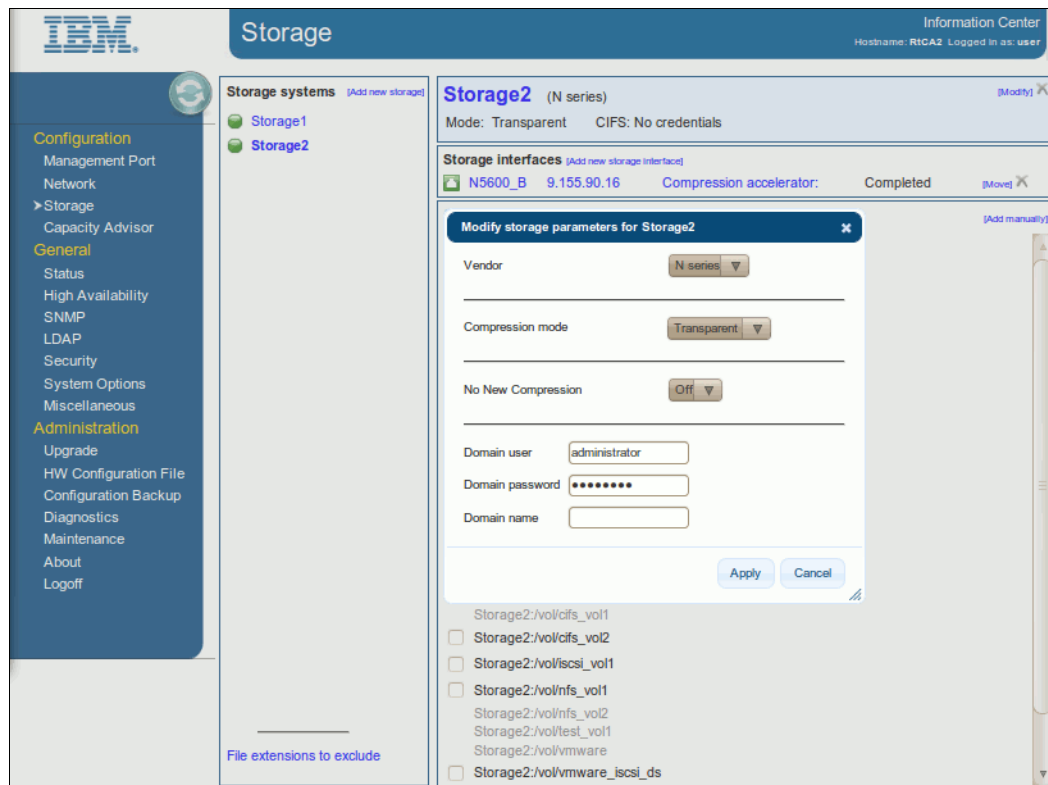 IBM.
Storage
Information Center
Hostname: RtCA2 Logged in as: user
Configuration
Management Port
Network
Storage
Capacity Advisor
General
Status
High Availability
SNMP
LDAP
Security
System Options
Miscellaneous
Administration
Upgrade
HW Configuration File
Configuration Backup
Diagnostics
Maintenance
About
Logoff
Storage systems [Add new storage]
Storage1
Storage2
File extensions to exclude
Storage2 (N series) [Modify]
Mode: Transparent CIFS: No credentials
Storage interfaces [Add new storage interface]
N5600_B 9.155.90.16 Compression accelerator: Completed [Move]
[Add manually]
Modify storage parameters for Storage2
Vendor N series
Compression mode Transparent
No New Compression Off
Domain user administrator
Domain password ••••••••
Domain name
Apply Cancel
Storage2:/vol/cifs_vol1
Storage2:/vol/cifs_vol2
Storage2:/vol/iscsi_vol1
Storage2:/vol/nfs_vol1
Storage2:/vol/nfs_vol2
Storage2:/vol/test_vol1
Storage2:/vol/vmware
Storage2:/vol/vmware_iscsi_ds